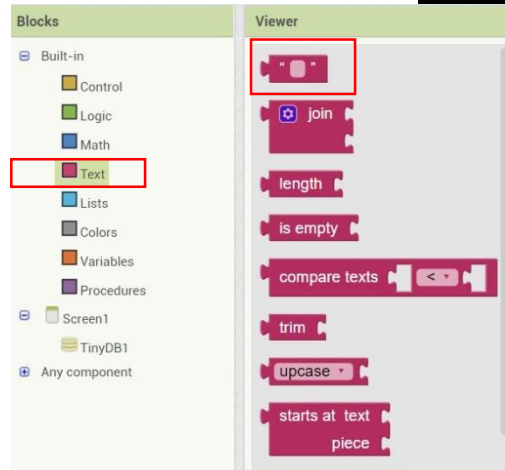 Blocks
Built-in
Control
Logic
Math
Text
Lists
Colors
Variables
Procedures
Screen1
TinyDB1
Any component
Viewer
" "
join
length
is empty
compare texts <
trim
upcase
starts at text
piece